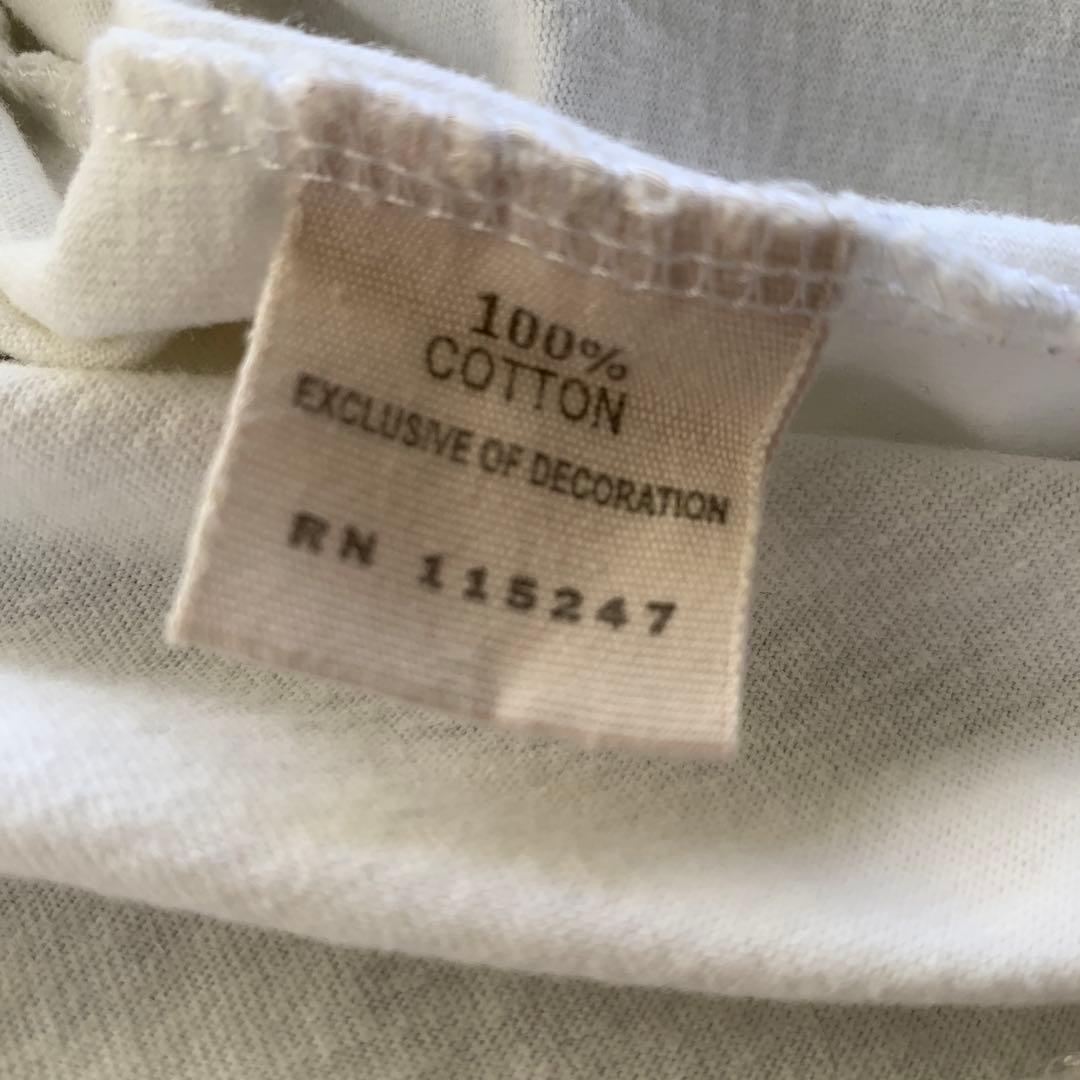 100%
COTTON
EXCLUSIVE OF DECORATION
RN 115247